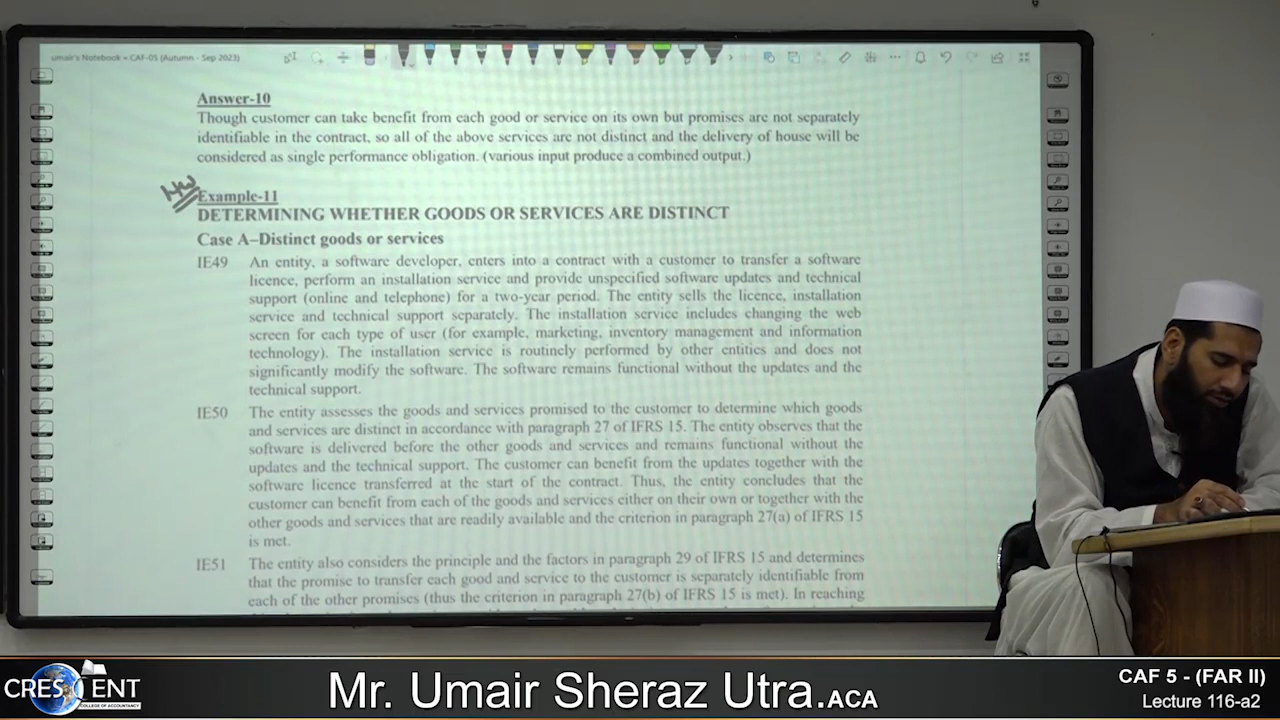 umair's Notebook » CAF-05 (Autumn - Sep 2023)
Answer-10
Though customer can take benefit from each good or service on its own but promises are not separately
identifiable in the contract, so all of the above services are not distinct and the delivery of house will be
considered as single performance obligation. (various input produce a combined output.)
Example-11
DETERMINING WHETHER GOODS OR SERVICES ARE DISTINCT
Case A–Distinct goods or services
IE49 An entity, a software developer, enters into a contract with a customer to transfer a software
licence, perform an installation service and provide unspecified software updates and technical
support (online and telephone) for a two-year period. The entity sells the licence, installation
service and technical support separately. The installation service includes changing the web
screen for each type of user (for example, marketing, inventory management and information
technology). The installation service is routinely performed by other entities and does not
significantly modify the software. The software remains functional without the updates and the
technical support.
IE50 The entity assesses the goods and services promised to the customer to determine which goods
and services are distinct in accordance with paragraph 27 of IFRS 15. The entity observes that the
software is delivered before the other goods and services and remains functional without the
updates and the technical support. The customer can benefit from the updates together with the
software licence transferred at the start of the contract. Thus, the entity concludes that the
customer can benefit from each of the goods and services either on their own or together with the
other goods and services that are readily available and the criterion in paragraph 27(a) of IFRS 15
is met.
IE51 The entity also considers the principle and the factors in paragraph 29 of IFRS 15 and determines
that the promise to transfer each good and service to the customer is separately identifiable from
each of the other promises (thus the criterion in paragraph 27(b) of IFRS 15 is met). In reaching
CRESCENT
COLLEGE OF ACCOUNTANCY
Mr. Umair Sheraz Utra.ACA
CAF 5 - (FAR II)
Lecture 116-a2